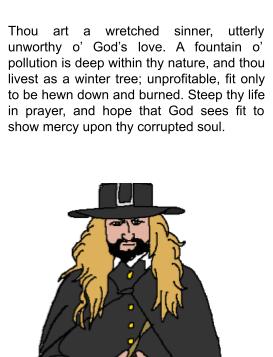 Thou art a wretched sinner, utterly
unworthy o' God's love. A fountain o'
pollution is deep within thy nature, and thou
livest as a winter tree; unprofitable, fit only
to be hewn down and burned. Steep thy life
in prayer, and hope that God sees fit to
show mercy upon thy corrupted soul.